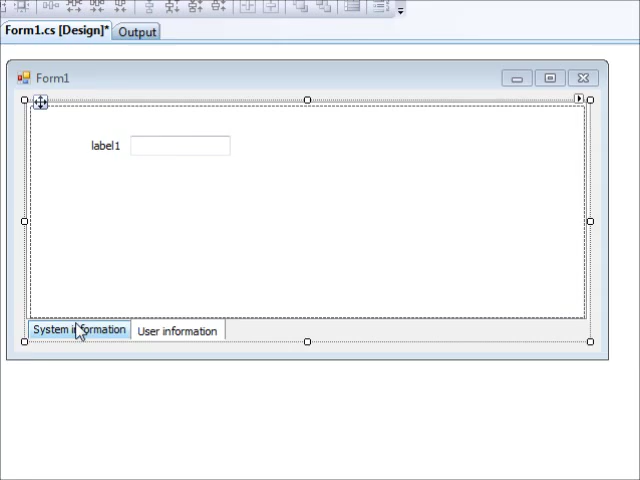 Form1.cs [Design]* Output
Form1
label1
System information User information